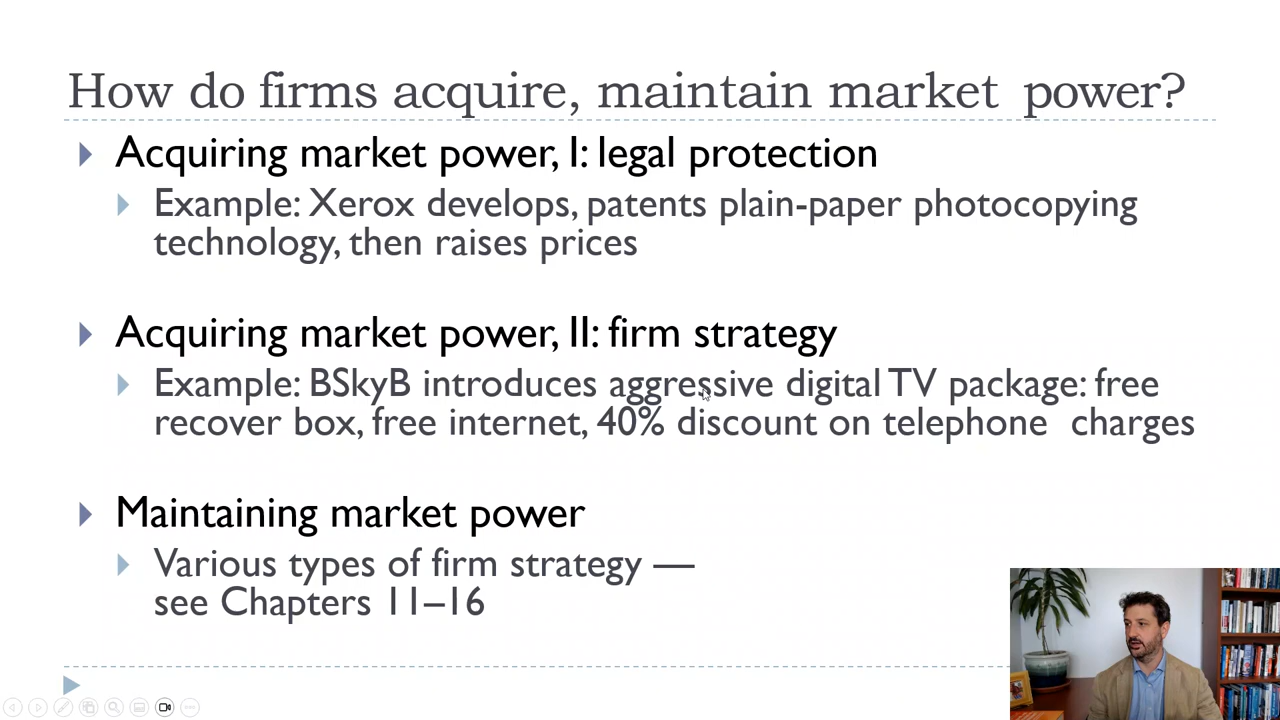 How do firms acquire, maintain market power?
Acquiring market power, I: legal protection
Example: Xerox develops, patents plain-paper photocopying
technology, then raises prices
Acquiring market power, II: firm strategy
Example: BSkyB introduces aggressive digital TV package: free
recover box, free internet, 40% discount on telephone charges
Maintaining market power
Various types of firm strategy —
see Chapters 11–16